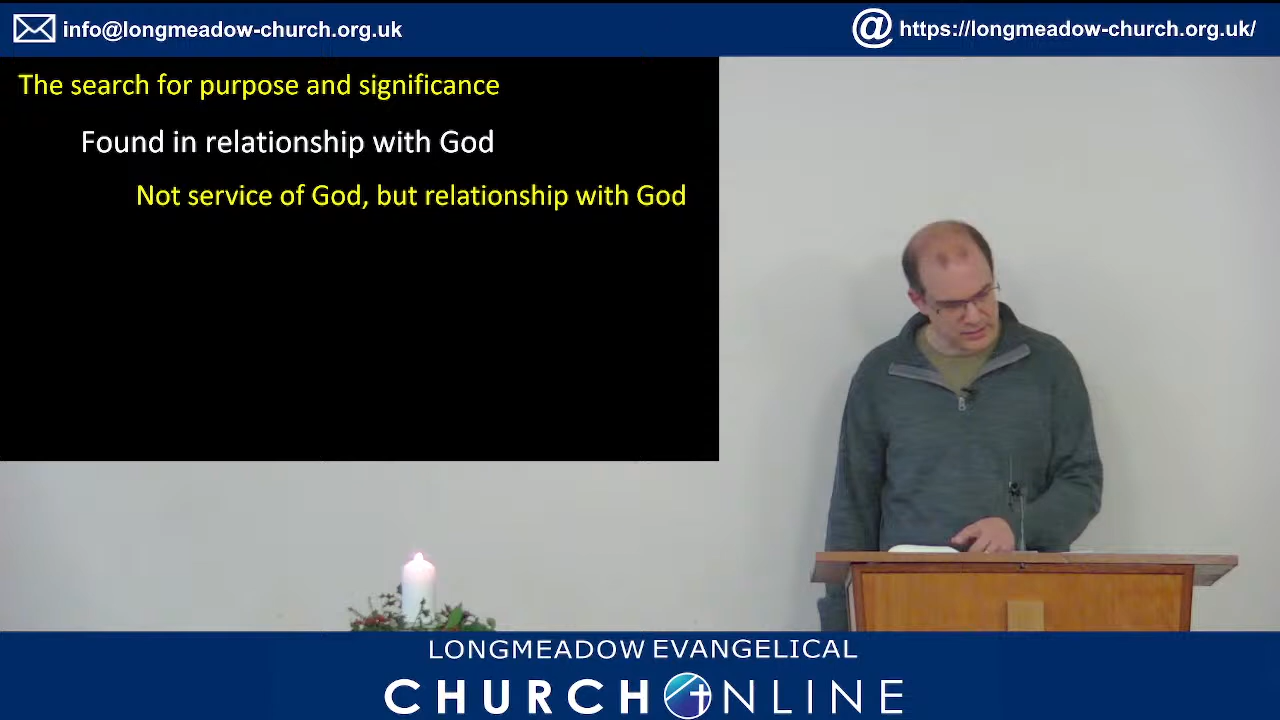 info@longmeadow-church.org.uk
https://longmeadow-church.org.uk/
The search for purpose and significance
Found in relationship with God
Not service of God, but relationship with God
LONGMEADOW EVANGELICAL
CHURCH ONLINE